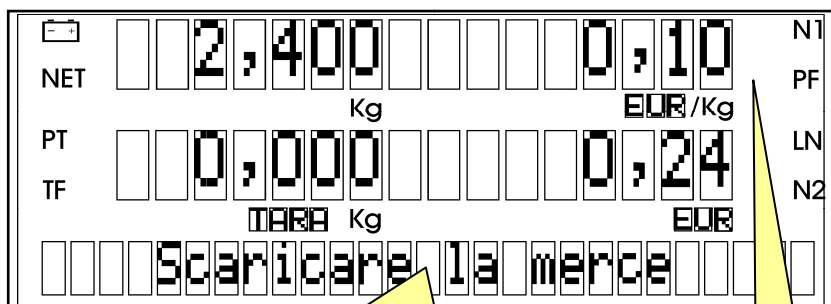 - + N1
2,400 0,10
NET PF
Kg EUR/Kg
PT LN
0,000 0,24
TF N2
TARA Kg EUR
Scaricare la merce